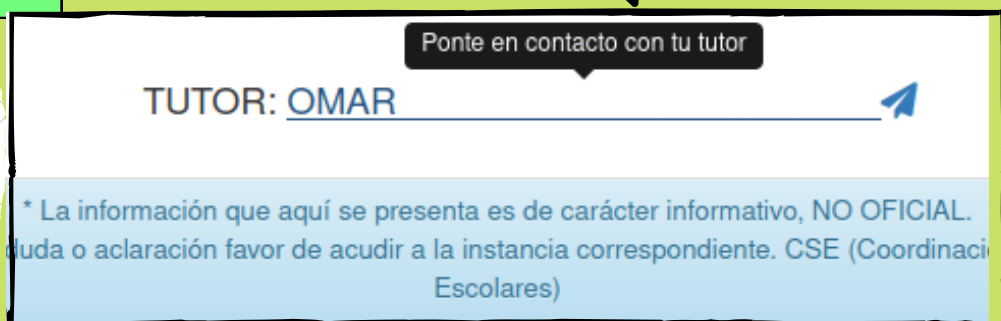 Ponte en contacto con tu tutor
TUTOR: OMAR
* La información que aquí se presenta es de carácter informativo, NO OFICIAL.
duda o aclaración favor de acudir a la instancia correspondiente. CSE (Coordinaci
Escolares)